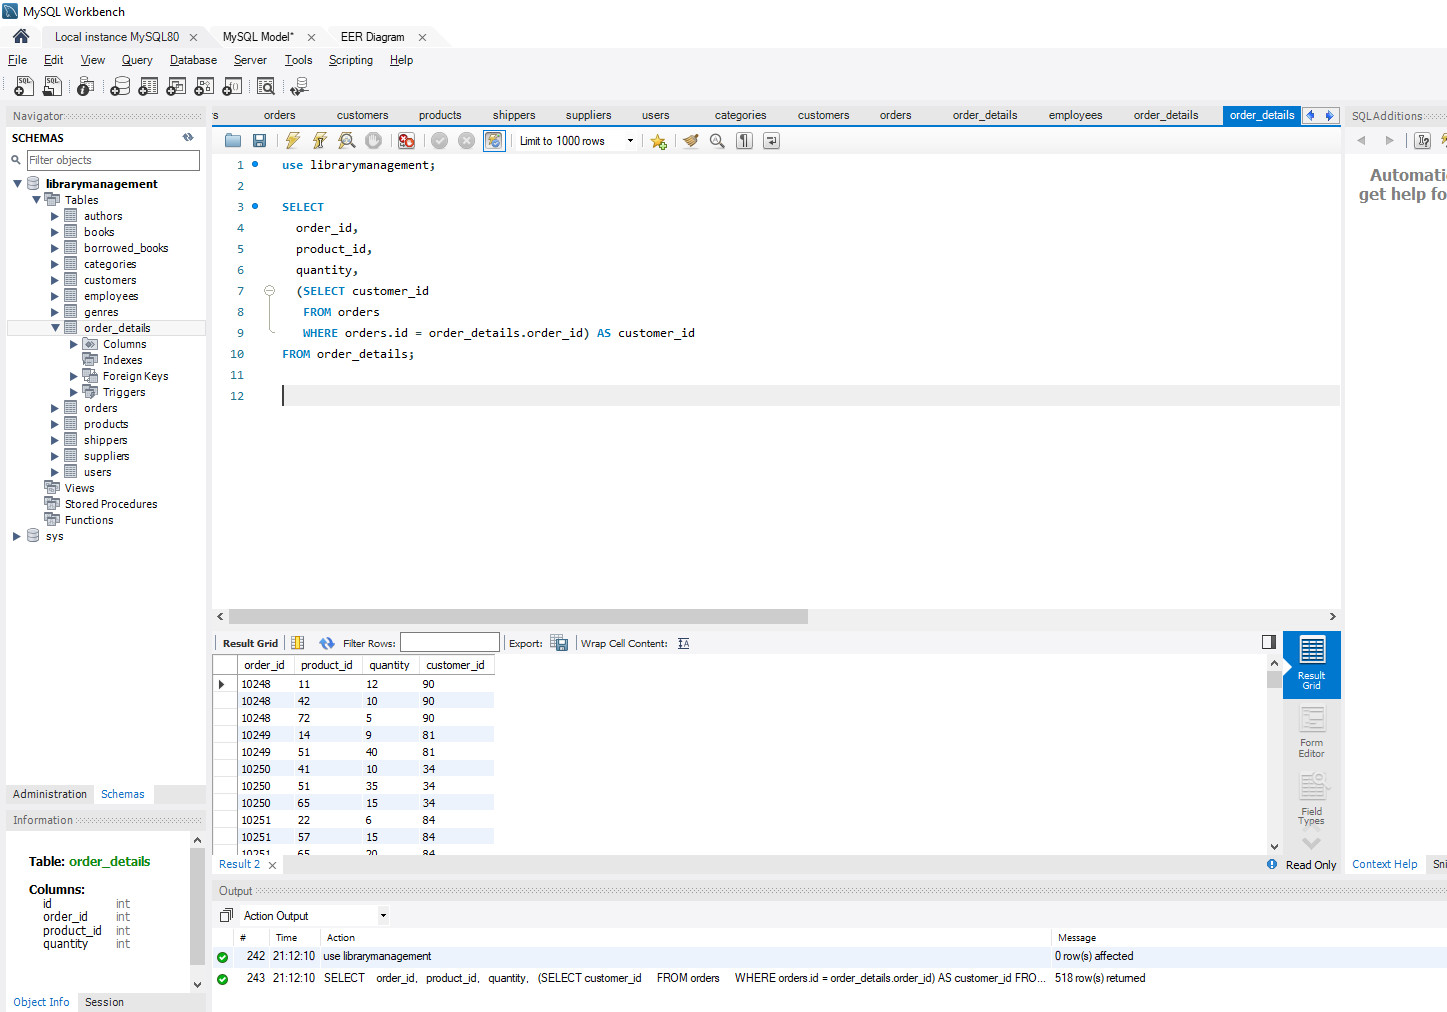 MySQL Workbench
Local instance MySQL80
MySQL Model*
EER Diagram
File Edit View Query Database Server Tools Scripting Help
Navigator
SCHEMAS
Filter objects
librarymanagement
Tables
authors
books
borrowed_books
categories
customers
employees
genres
order_details
Columns
Indexes
Foreign Keys
Triggers
orders
products
shippers
suppliers
users
Views
Stored Procedures
Functions
sys
Administration Schemas
Information
Table: order_details
Columns:
id int
order_id int
product_id int
quantity int
Object Info Session
s orders customers products shippers suppliers users categories customers orders order_details employees order_details order_details
Limit to 1000 rows
1 use librarymanagement;
2
3 SELECT
4 order_id,
5 product_id,
6 quantity,
7 (SELECT customer_id
8 FROM orders
9 WHERE orders.id = order_details.order_id) AS customer_id
10 FROM order_details;
11
12
Result Grid Filter Rows: Export: Wrap Cell Content:
order_id product_id quantity customer_id
10248 11 12 90
10248 42 10 90
10248 72 5 90
10249 14 9 81
10249 51 40 81
10250 41 10 34
10250 51 35 34
10250 65 15 34
10251 22 6 84
10251 57 15 84
10251 65 20 84
Result Grid
Form Editor
Field Types
Result 2
Read Only
Output
Action Output
# Time Action Message
242 21:12:10 use librarymanagement 0 row(s) affected
243 21:12:10 SELECT order_id, product_id, quantity, (SELECT customer_id FROM orders WHERE orders.id = order_details.order_id) AS customer_id FRO... 518 row(s) returned
SQLAdditions
Automati
get help fo
Context Help Sni